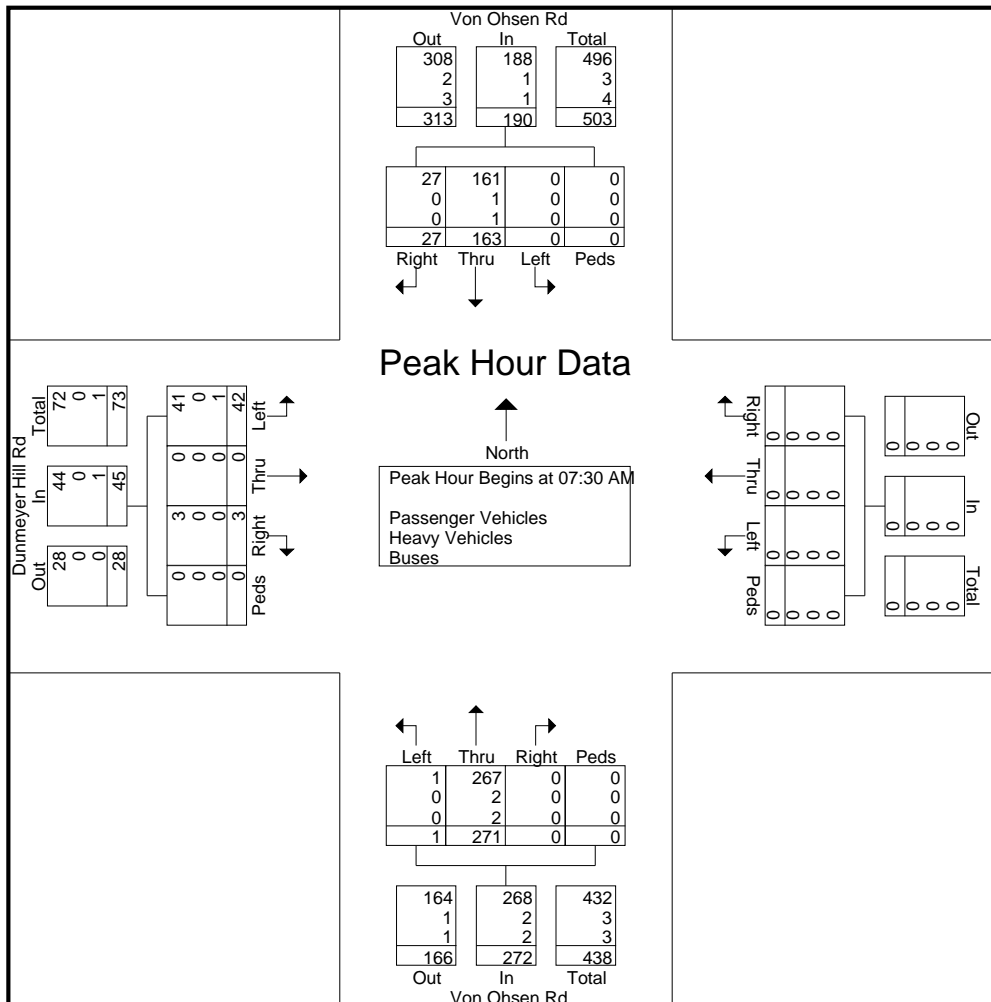 Von Ohsen Rd
Out In Total
308 188 496
2 1 3
3 1 4
313 190 503
27 161 0 0
0 1 0 0
0 1 0 0
27 163 0 0
Right Thru Left Peds
Peak Hour Data
North
Peak Hour Begins at 07:30 AM
Passenger Vehicles
Heavy Vehicles
Buses
Dunmeyer Hill Rd
Out In Total
28 44 72
0 0 0
0 1 1
28 45 73
0 3 0 41
0 0 0 0
0 0 0 1
0 3 0 42
Peds Right Thru Left
Right Thru Left Peds
0 0 0 0
0 0 0 0
0 0 0 0
0 0 0 0
Out In Total
0 0 0
0 0 0
0 0 0
0 0 0
Left Thru Right Peds
1 267 0 0
0 2 0 0
0 2 0 0
1 271 0 0
164 268 432
1 2 3
1 2 3
166 272 438
Out In Total
Von Ohsen Rd